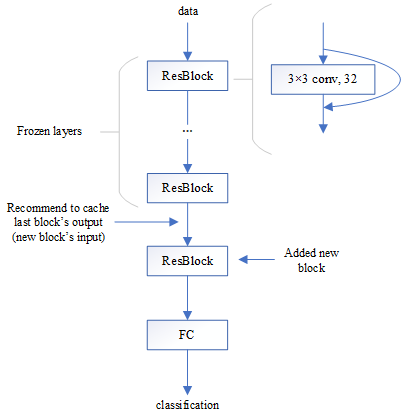 data
ResBlock
3×3 conv, 32
Frozen layers
...
ResBlock
Recommend to cache
last block's output
(new block's input)
ResBlock
Added new
block
FC
classification